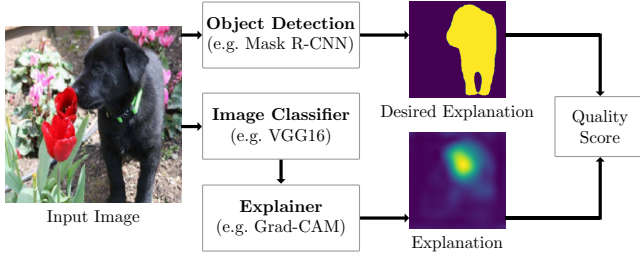 Object Detection
(e.g. Mask R-CNN)
Desired Explanation
Image Classifier
(e.g. VGG16)
Quality
Score
Explainer
(e.g. Grad-CAM)
Input Image
Explanation